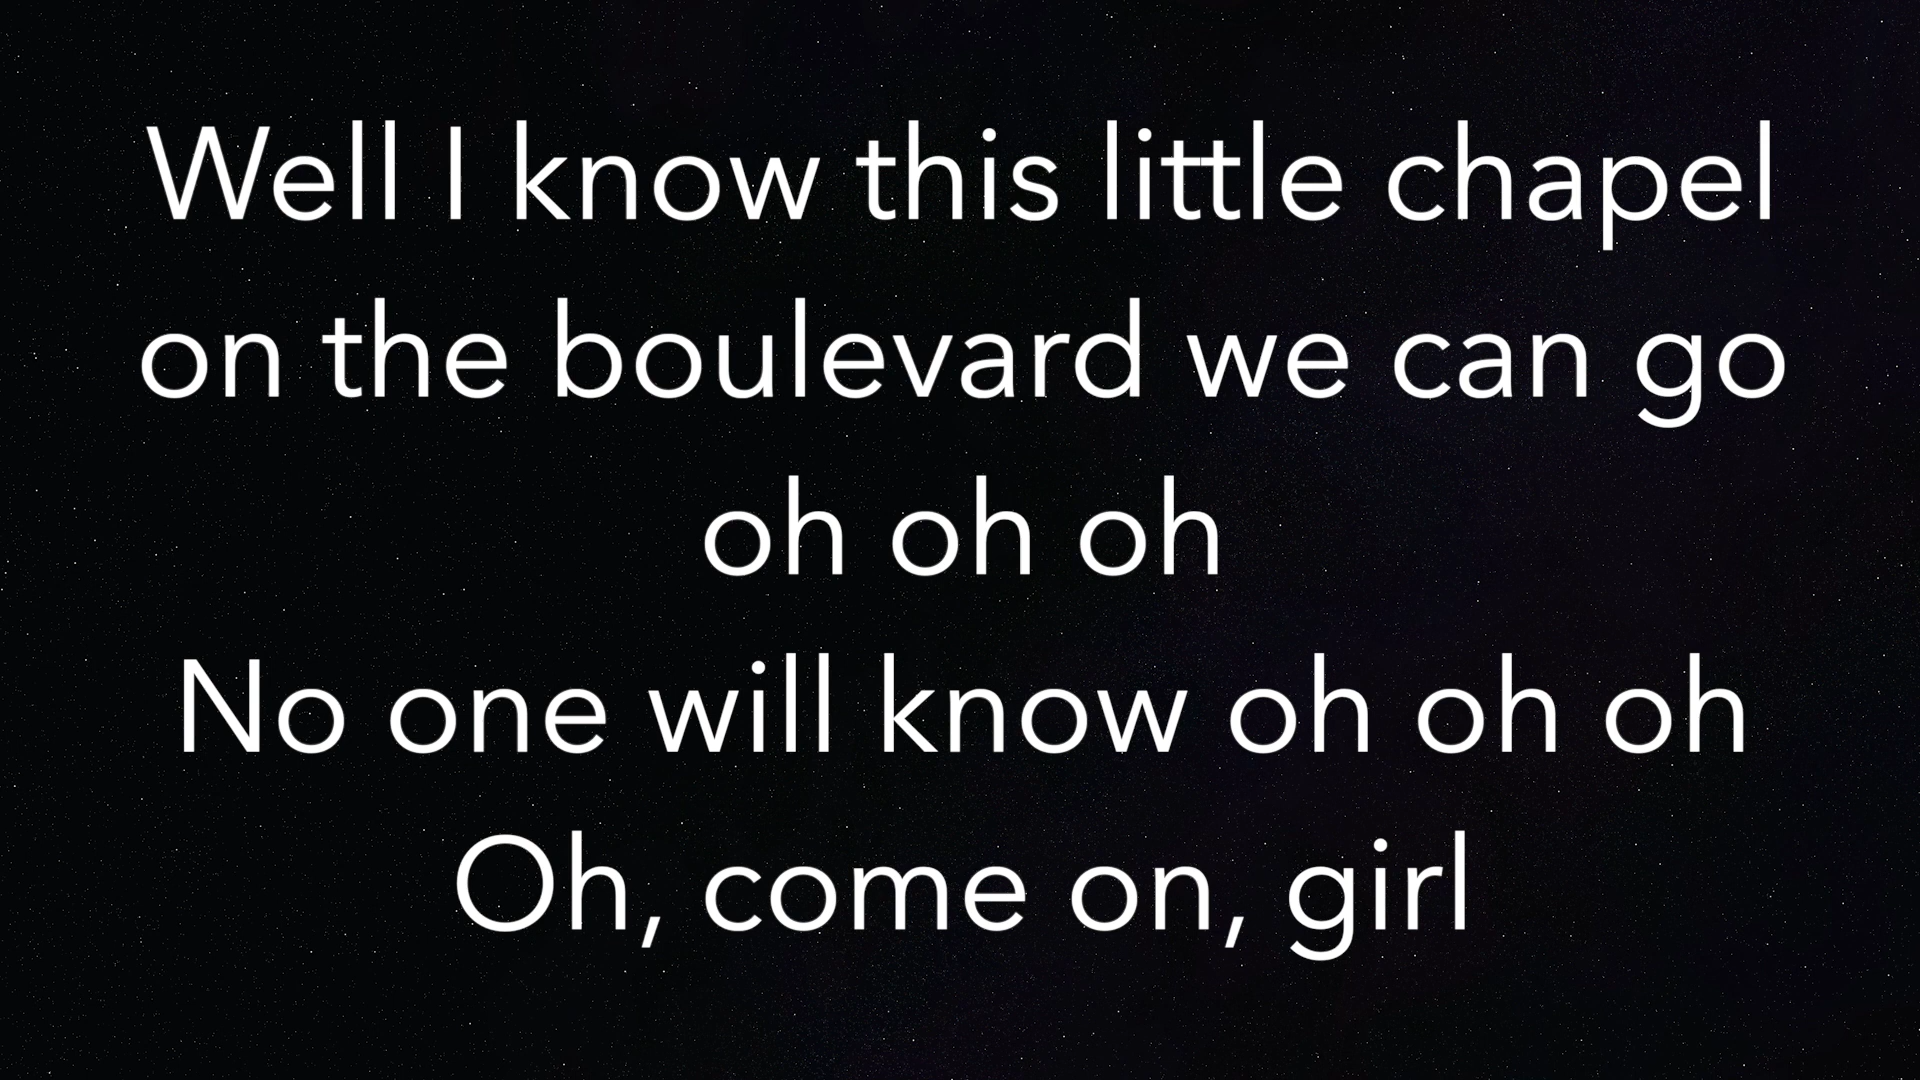 Well I know this little chapel
on the boulevard we can go
oh oh oh
No one will know oh oh oh
Oh, come on, girl